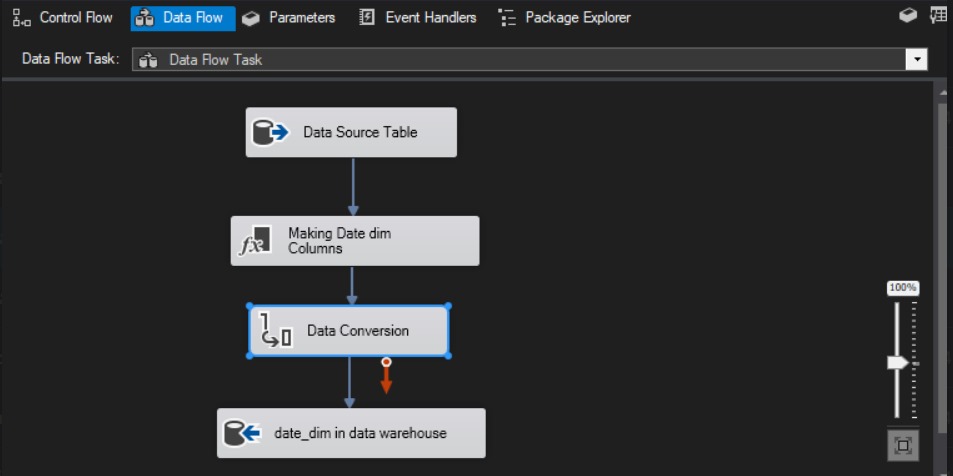 Control Flow Data Flow Parameters Event Handlers Package Explorer
Data Flow Task: Data Flow Task
Data Source Table
fx Making Date dim
Columns
100%
Data Conversion
date_dim in data warehouse